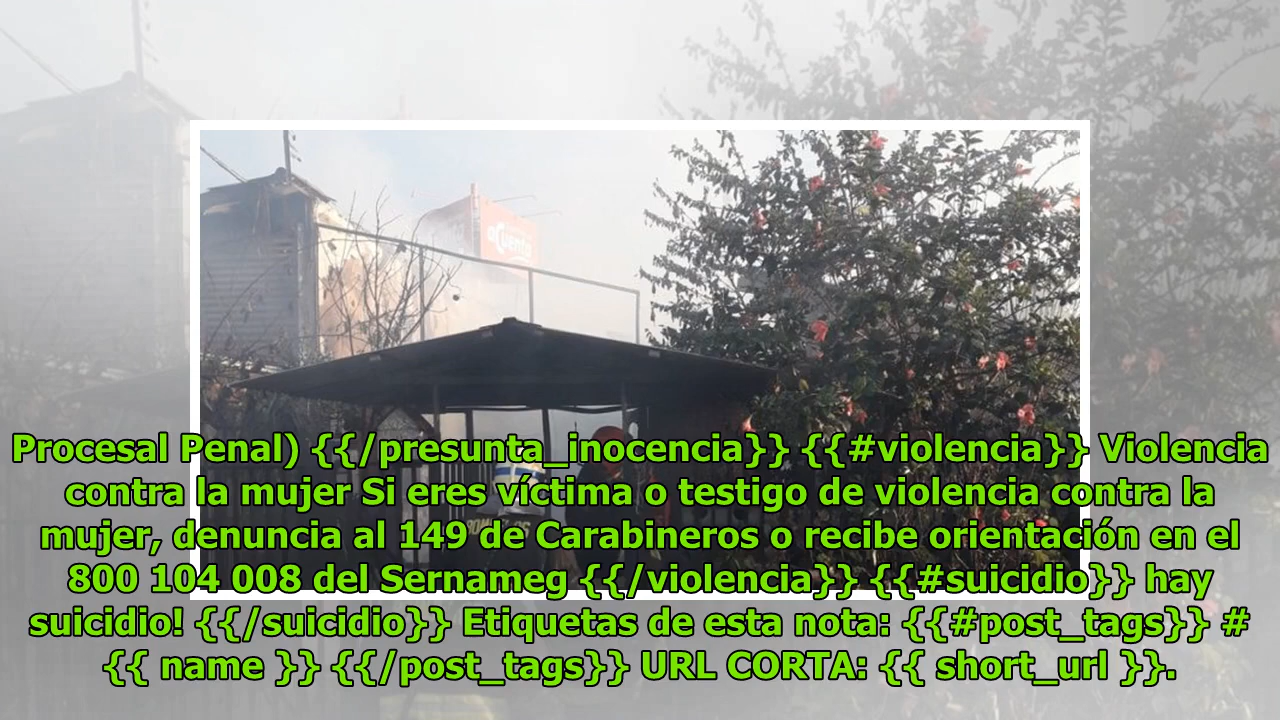 aCuenta
Procesal Penal) {{/presunta_inocencia}} {{#violencia}} Violencia
contra la mujer Si eres víctima o testigo de violencia contra la
mujer, denuncia al 149 de Carabineros o recibe orientación en el
800 104 008 del Sernameg {{/violencia}} {{#suicidio}} hay
suicidio! {{/suicidio}} Etiquetas de esta nota: {{#post_tags}} #
{{ name }} {{/post_tags}} URL CORTA: {{ short_url }}.